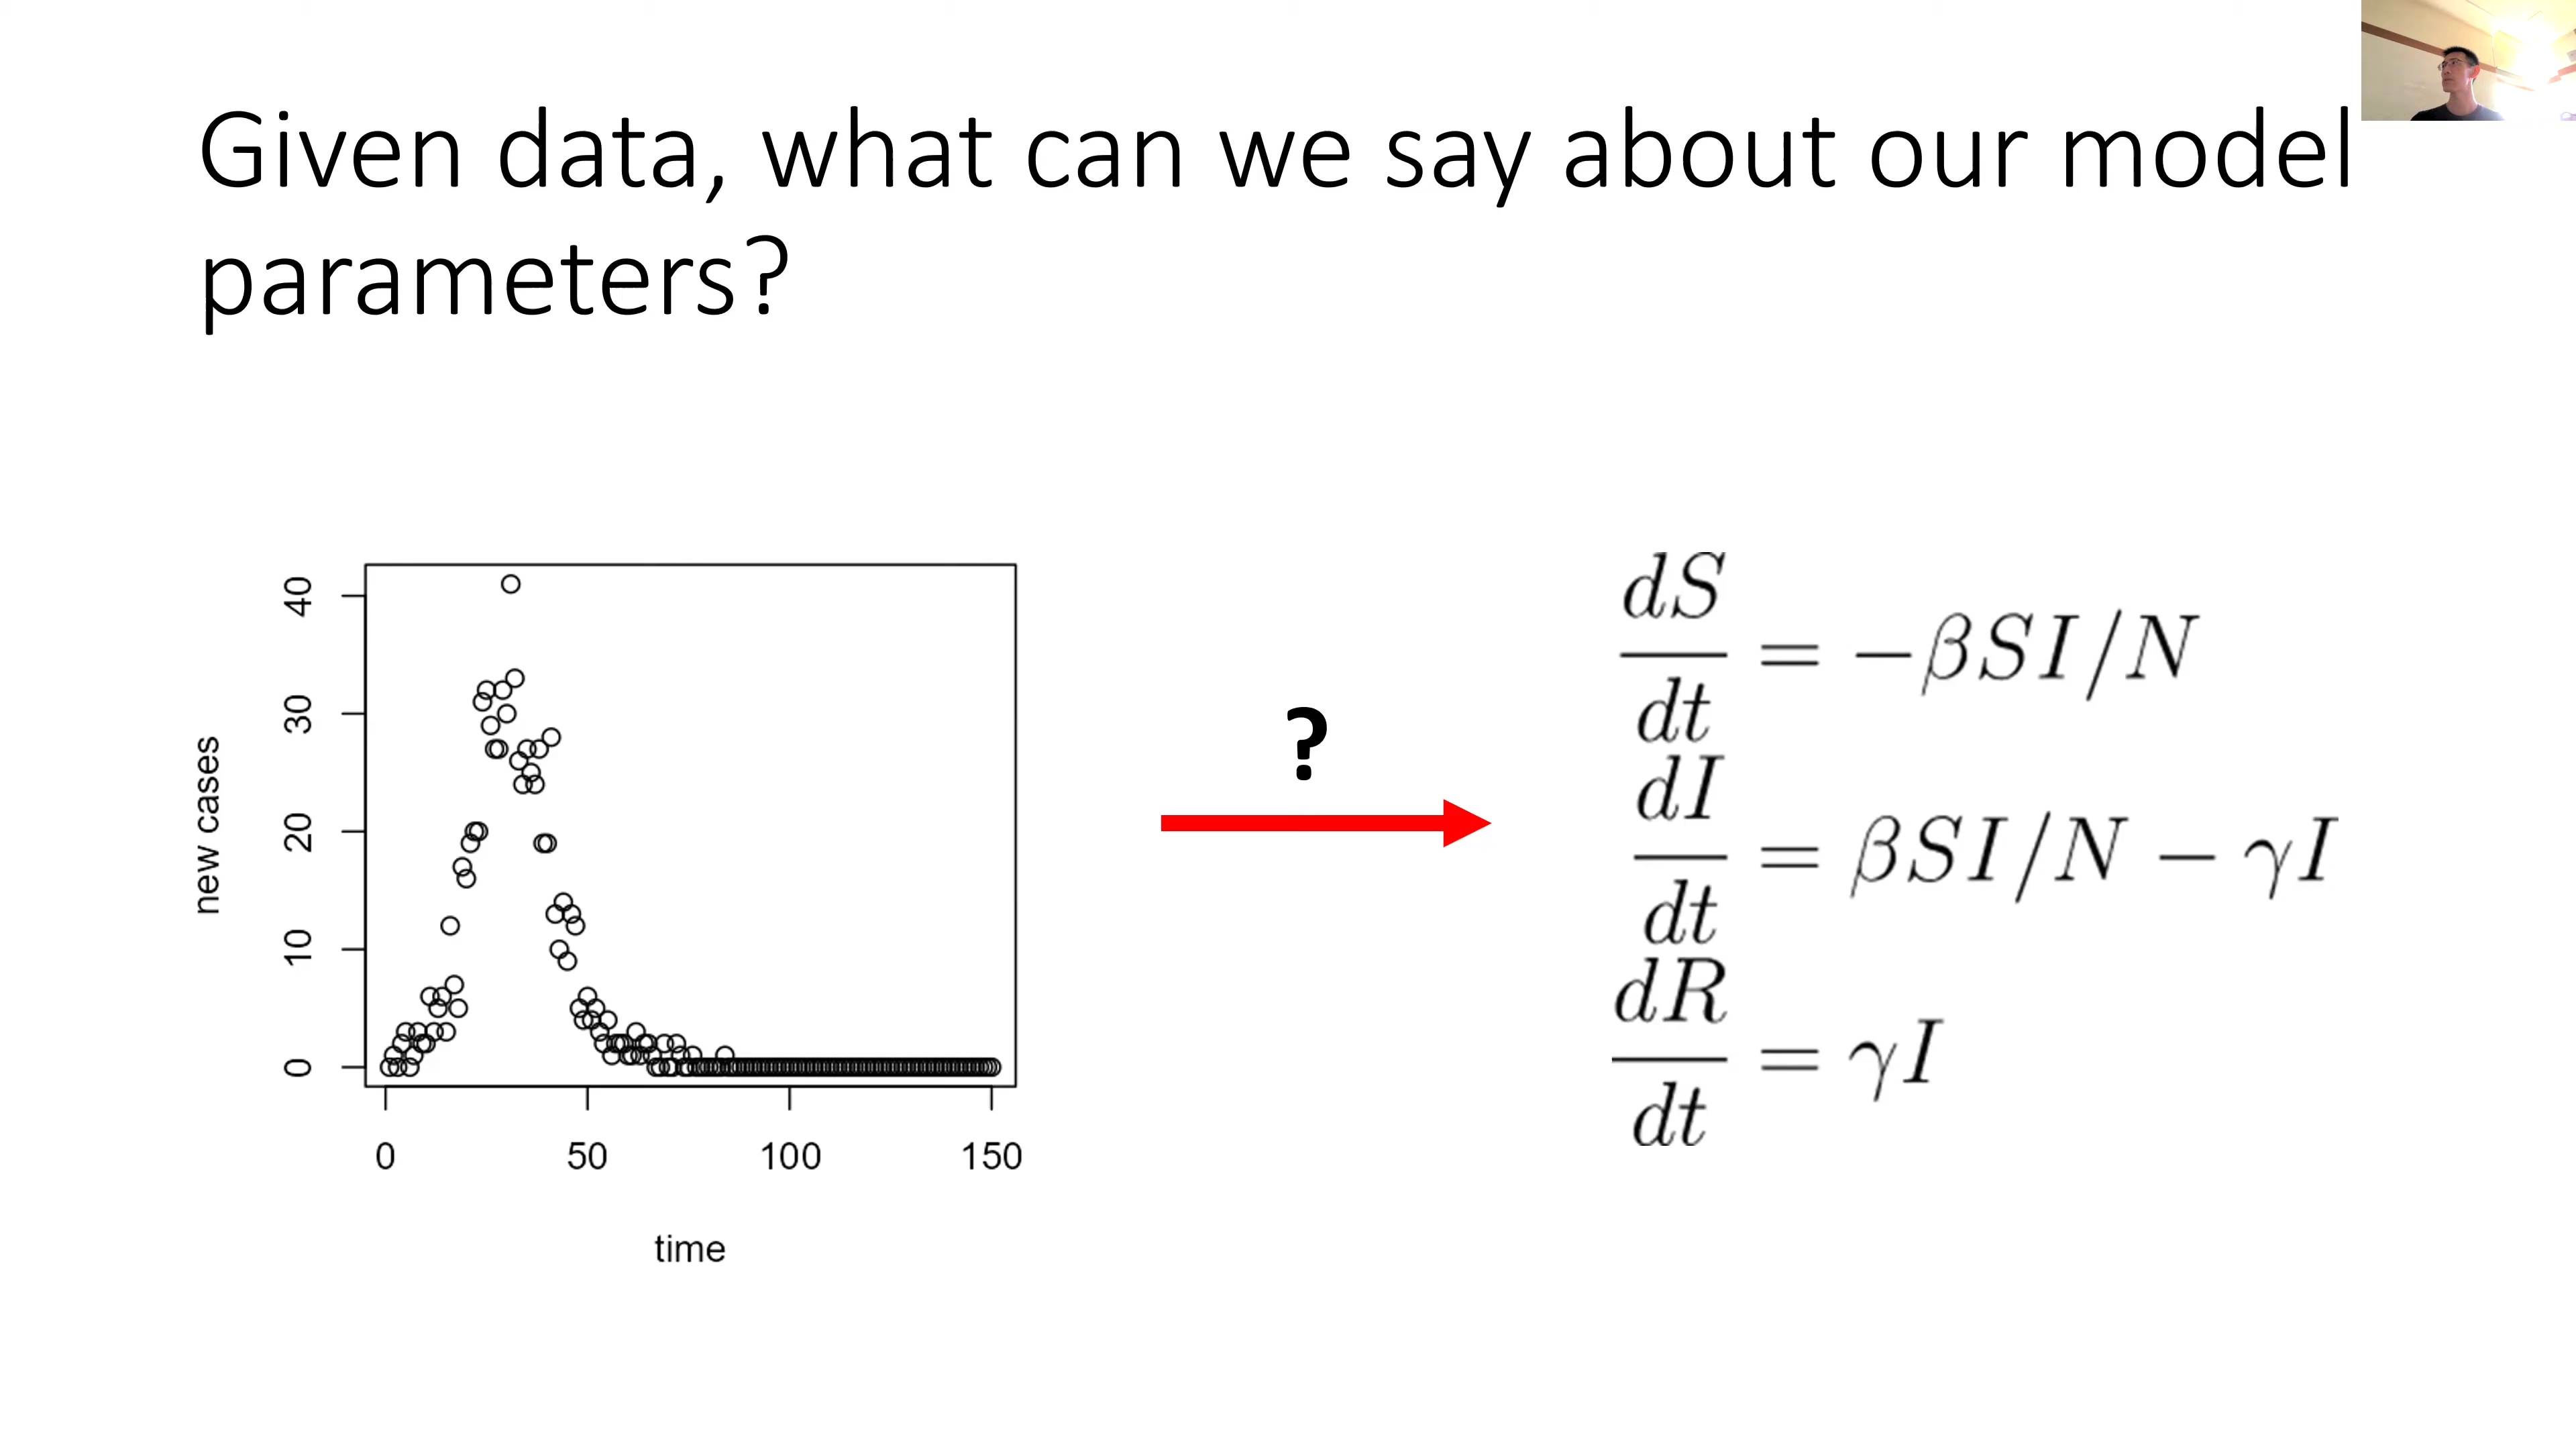 Given data, what can we say about our model
parameters?
40
30
20
10
0
new cases
0 50 100 150
time
?
dS/dt = −βSI/N
dI/dt = βSI/N − γI
dR/dt = γI